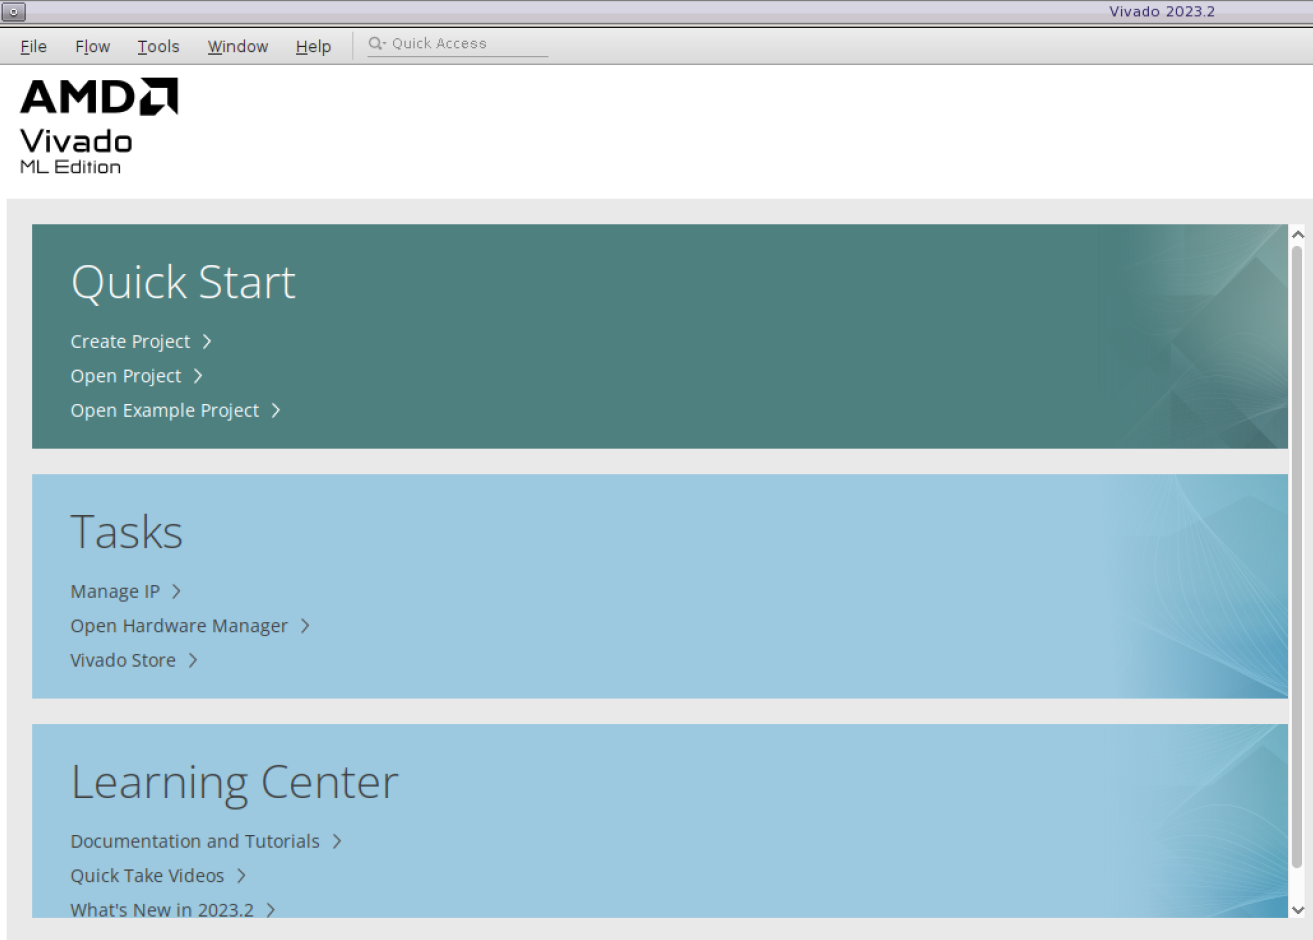 Vivado 2023.2
File Flow Tools Window Help Quick Access
AMD
Vivado
ML Edition
Quick Start
Create Project
Open Project
Open Example Project
Tasks
Manage IP
Open Hardware Manager
Vivado Store
Learning Center
Documentation and Tutorials
Quick Take Videos
What's New in 2023.2